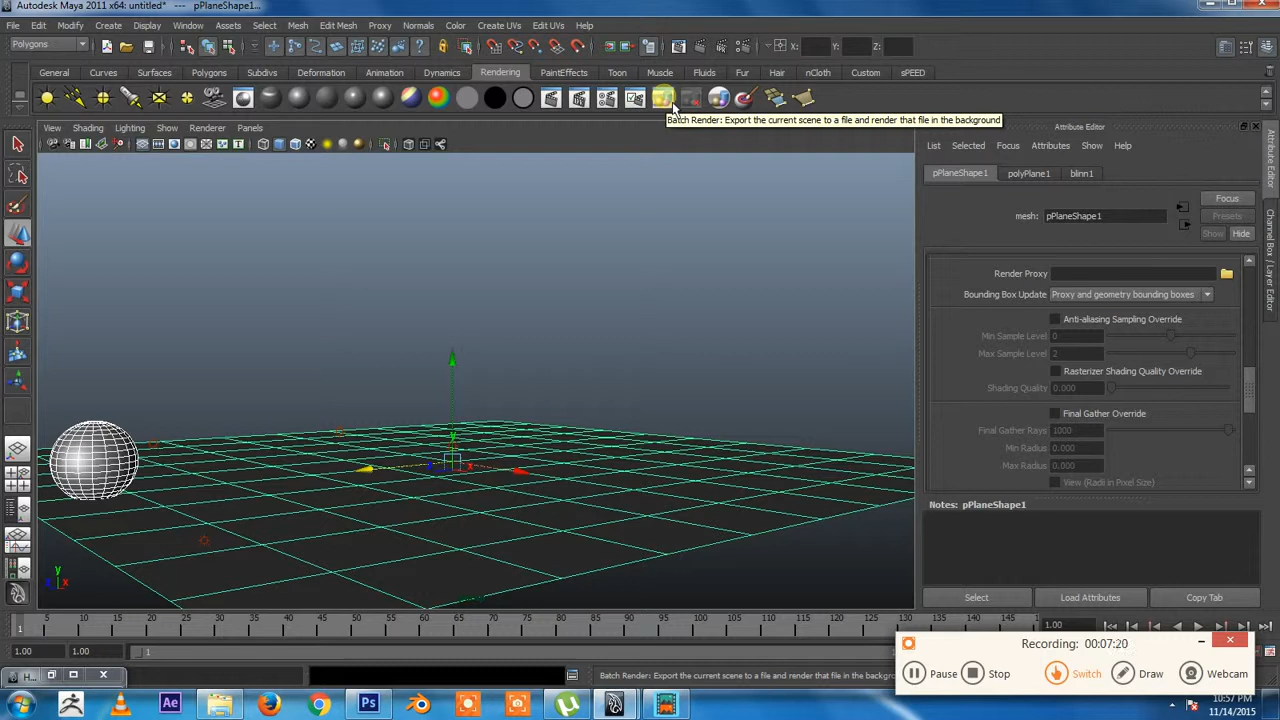 Autodesk Maya 2011 x64: untitled* --- pPlaneShape1...
File Edit Modify Create Display Window Assets Select Mesh Edit Mesh Proxy Normals Color Create UVs Edit UVs Help
Polygons X: Y: Z:
General Curves Surfaces Polygons Subdivs Deformation Animation Dynamics Rendering PaintEffects Toon Muscle Fluids Fur Hair nCloth Custom sPEED
Batch Render: Export the current scene to a file and render that file in the background
View Shading Lighting Show Renderer Panels
Attribute Editor
List Selected Focus Attributes Show Help
pPlaneShape1 polyPlane1 blinn1
Focus
mesh: pPlaneShape1
Presets
Show Hide
Render Proxy
Bounding Box Update Proxy and geometry bounding boxes
Anti-aliasing Sampling Override
Min Sample Level 0
Max Sample Level 2
Rasterizer Shading Quality Override
Shading Quality 0.000
Final Gather Override
Final Gather Rays 1000
Min Radius 0.000
Max Radius 0.000
View (Radii in Pixel Size)
Notes: pPlaneShape1
Select Load Attributes Copy Tab
Attribute Editor
Channel Box / Layer Editor
y
x
y
x
1 5 10 15 20 25 30 35 40 45 50 55 60 65 70 75 80 85 90 95 100 105 110 115 120 125 130 135 140 145 1.00
1.00 1.00 1
Recording: 00:07:20
Pause Stop Switch Draw Webcam
H...
Batch Render: Export the current scene to a file and render that file in the backgro
Ae Ps
10:57 PM
11/14/2015